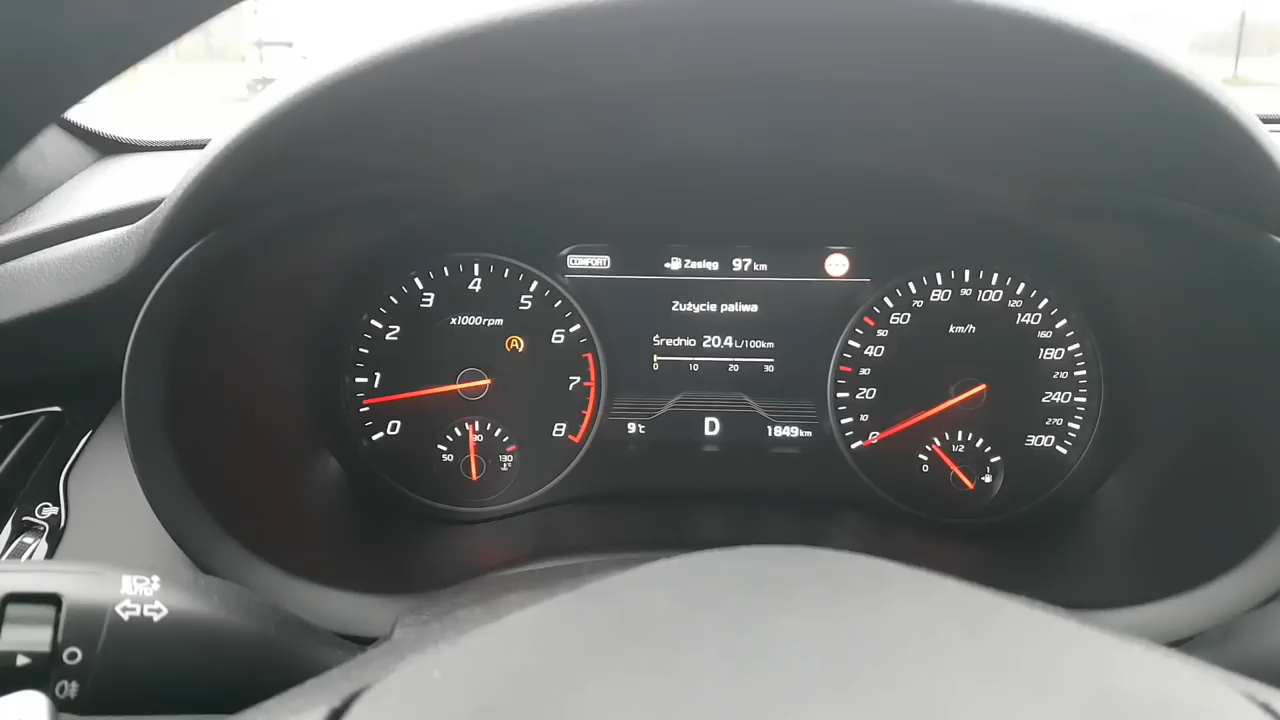 COMFORT
Zasięg 97 km
Zużycie paliwa
Średnio 20.4 L/100km
0 10 20 30
9°c D 1849 km
0 1 2 3 4 5 6 7 8
x1000rpm
A
50 90 130
°C
0 10 20 30 40 50 60 70 80 90 100 120 140 160 180 210 240 270 300
km/h
0 1/2 1
AUTO